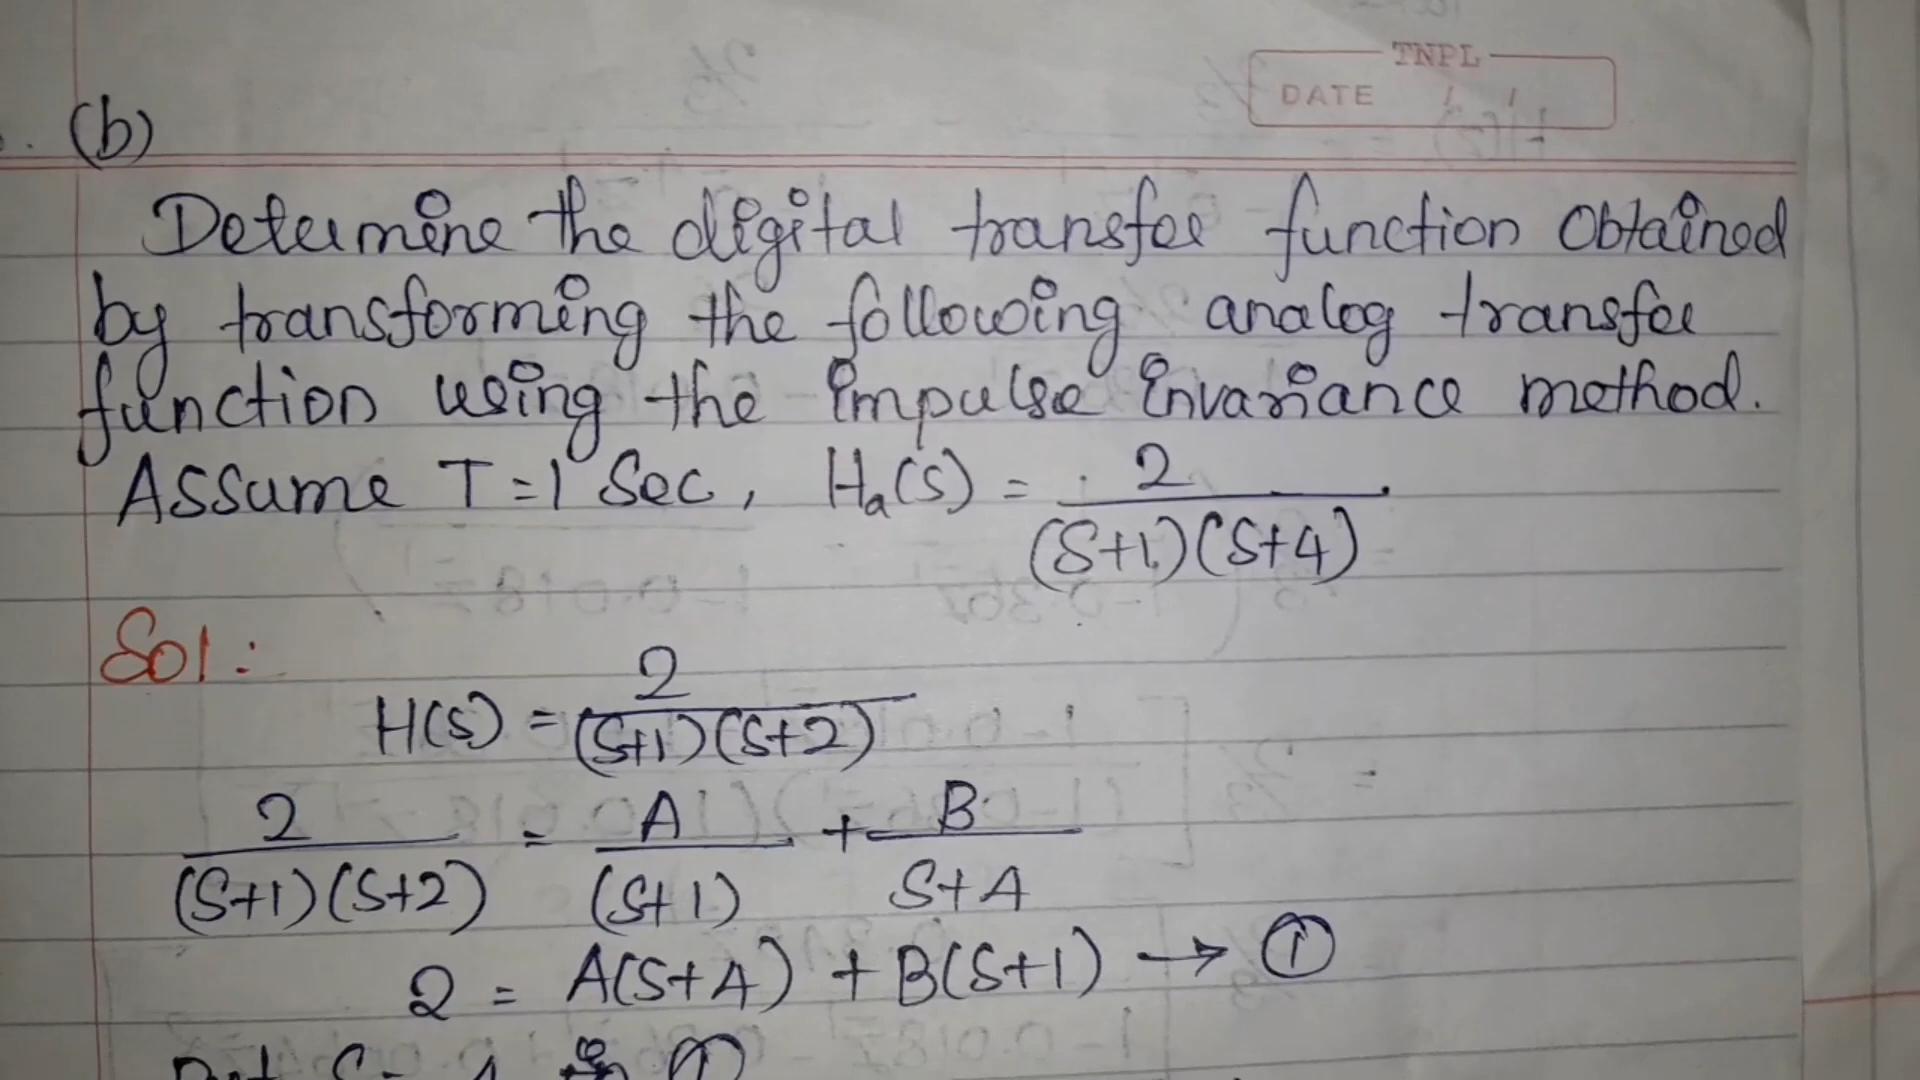 TNPL
DATE / /
(b)
Determine the digital transfer function obtained
by transforming the following analog transfer
function using the impulse invariance method.
Assume T=1 Sec, Ha(S) = 2
(S+1)(S+4)
Sol:
H(S) = 2
(S+1)(S+2)
2 = A + B
(S+1)(S+2) (S+1) S+4
2 = A(S+4) + B(S+1) → ①